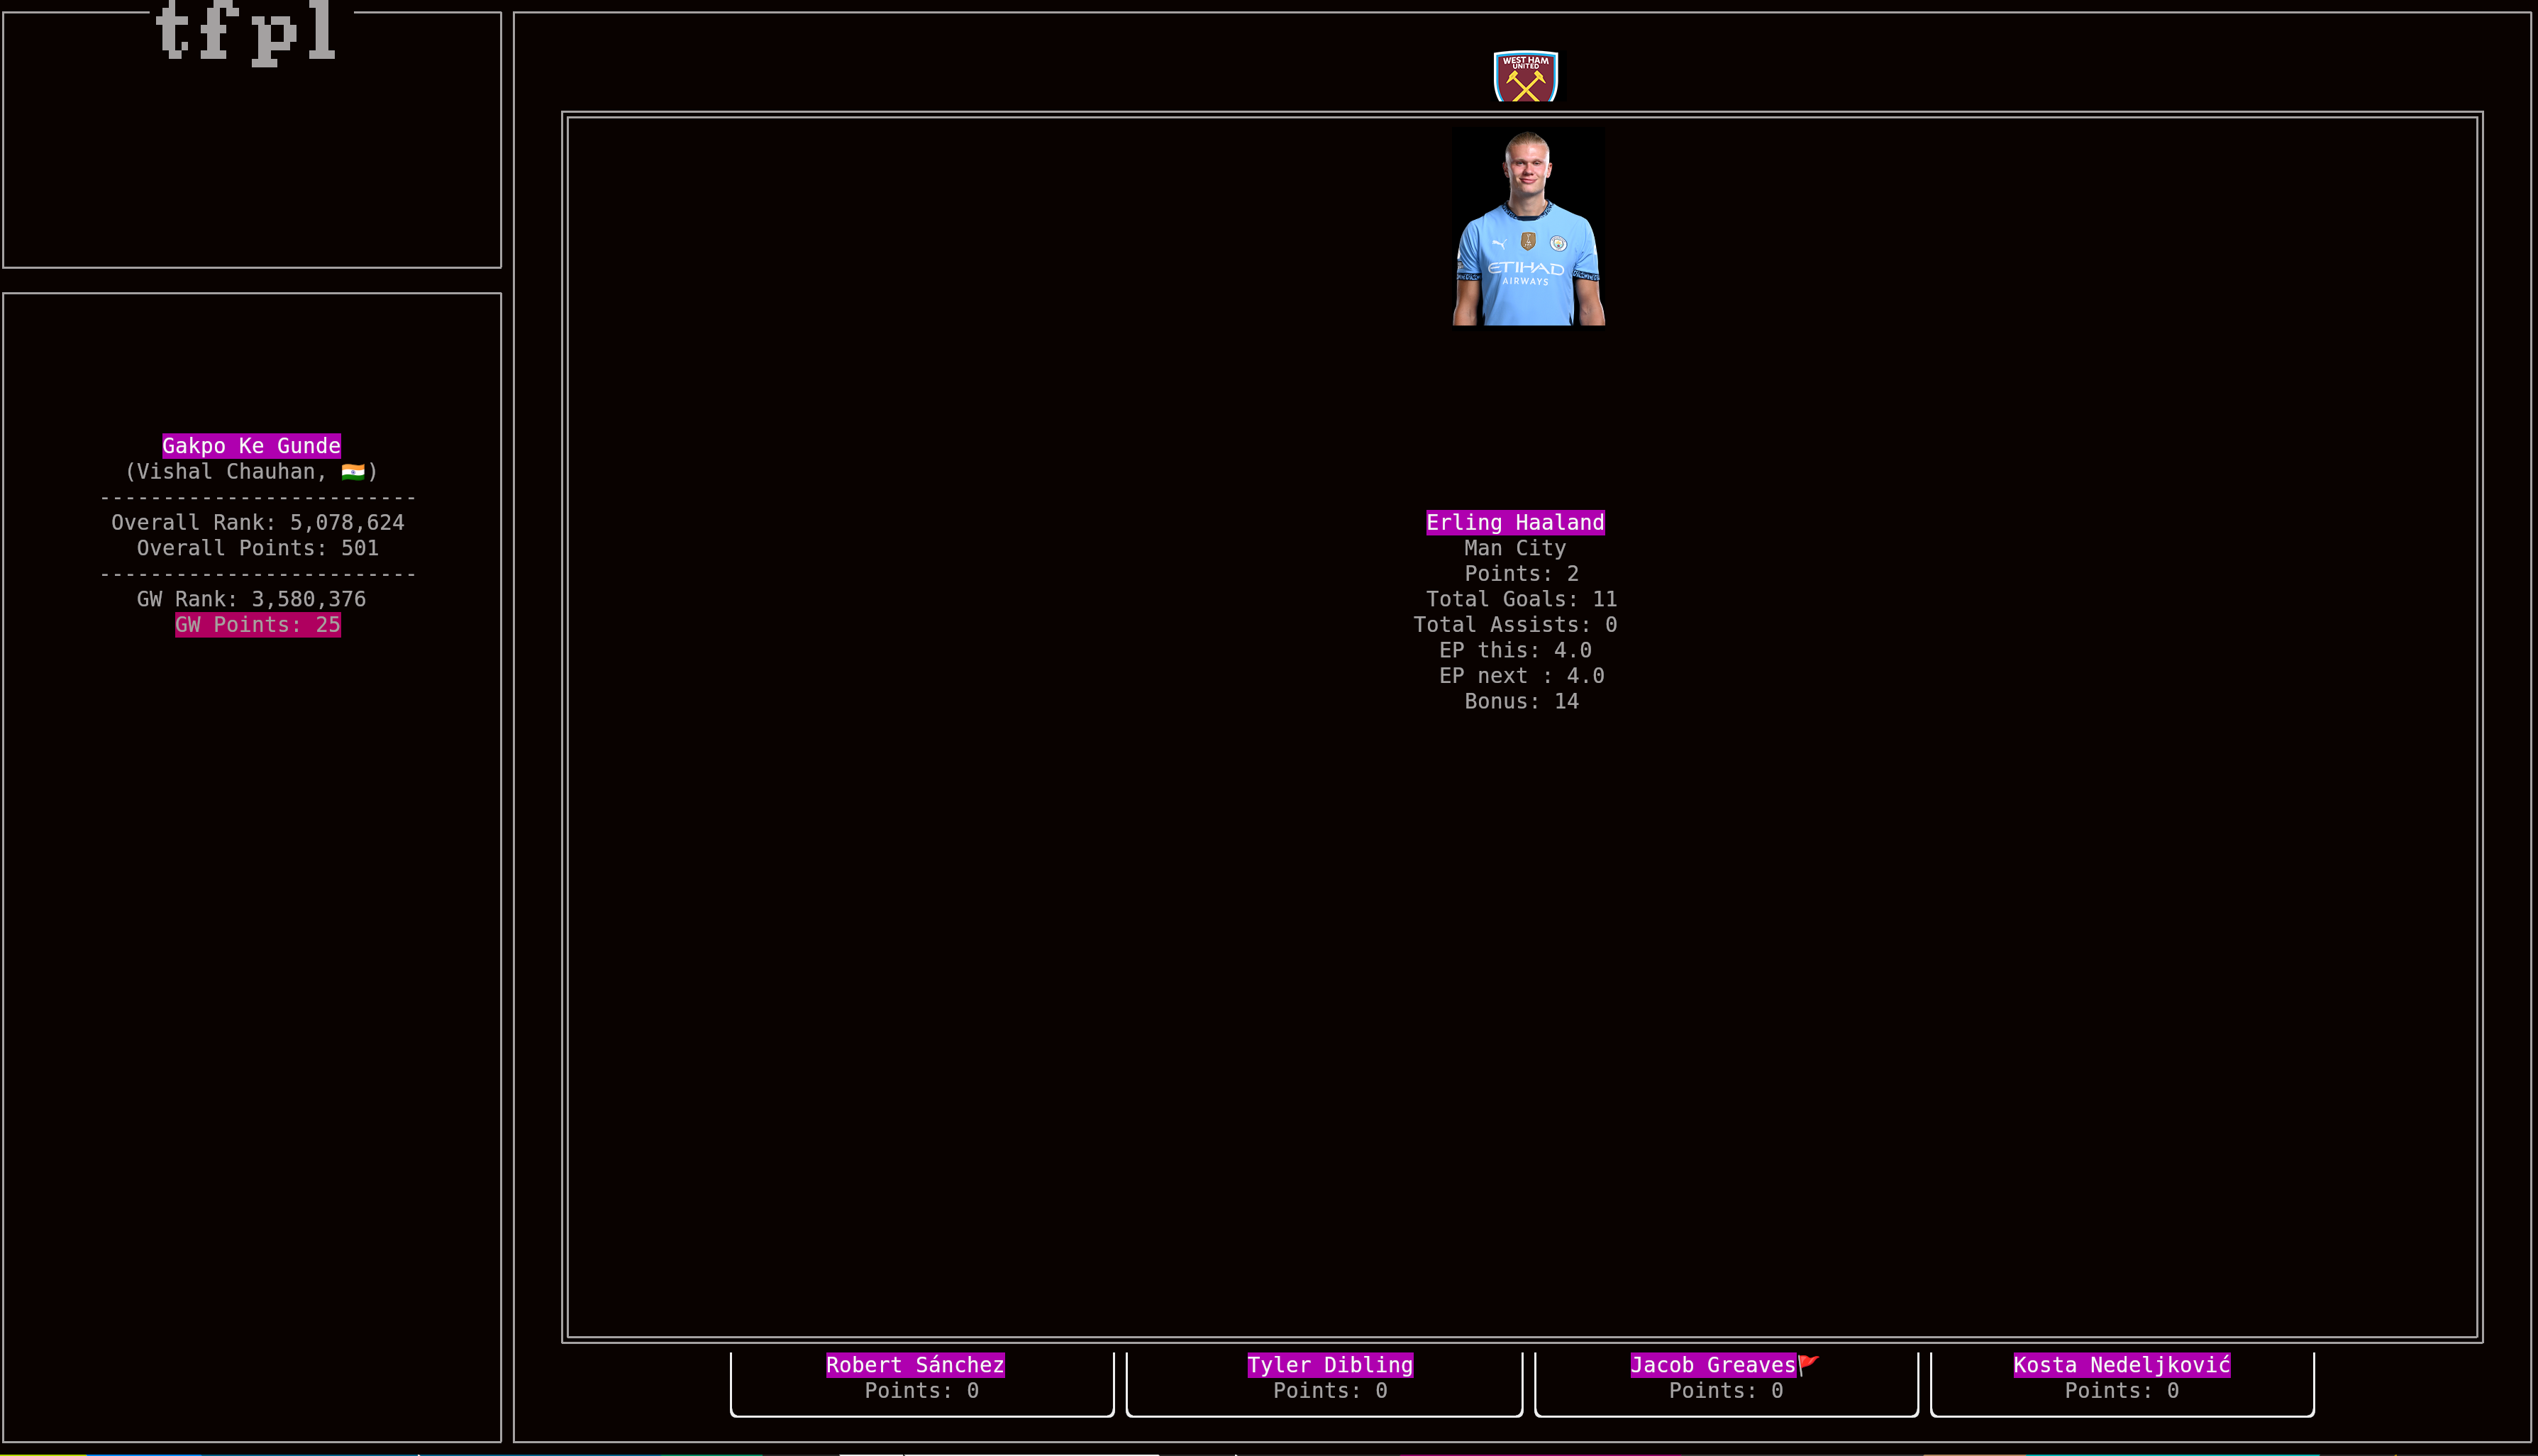 tfpl
Gakpo Ke Gunde
(Vishal Chauhan, 🇮🇳)
-------------------------
Overall Rank: 5,078,624
Overall Points: 501
-------------------------
GW Rank: 3,580,376
GW Points: 25
WEST HAM
UNITED
ETIHAD
AIRWAYS
Erling Haaland
Man City
Points: 2
Total Goals: 11
Total Assists: 0
EP this: 4.0
EP next : 4.0
Bonus: 14
Robert Sánchez
Points: 0
Tyler Dibling
Points: 0
Jacob Greaves🚩
Points: 0
Kosta Nedeljković
Points: 0